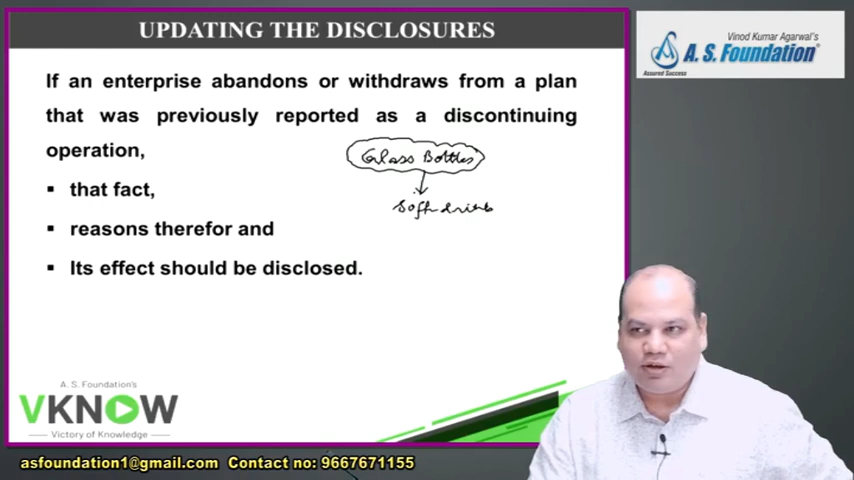 UPDATING THE DISCLOSURES
Vinod Kumar Agarwal's
A. S. Foundation®
Assured Success
If an enterprise abandons or withdraws from a plan
that was previously reported as a discontinuing
operation,
Glass Bottles
▪ that fact,
Soft drinks
▪ reasons therefor and
▪ Its effect should be disclosed.
A. S. Foundation's
VKNOW
Victory of Knowledge
asfoundation1@gmail.com Contact no: 9667671155